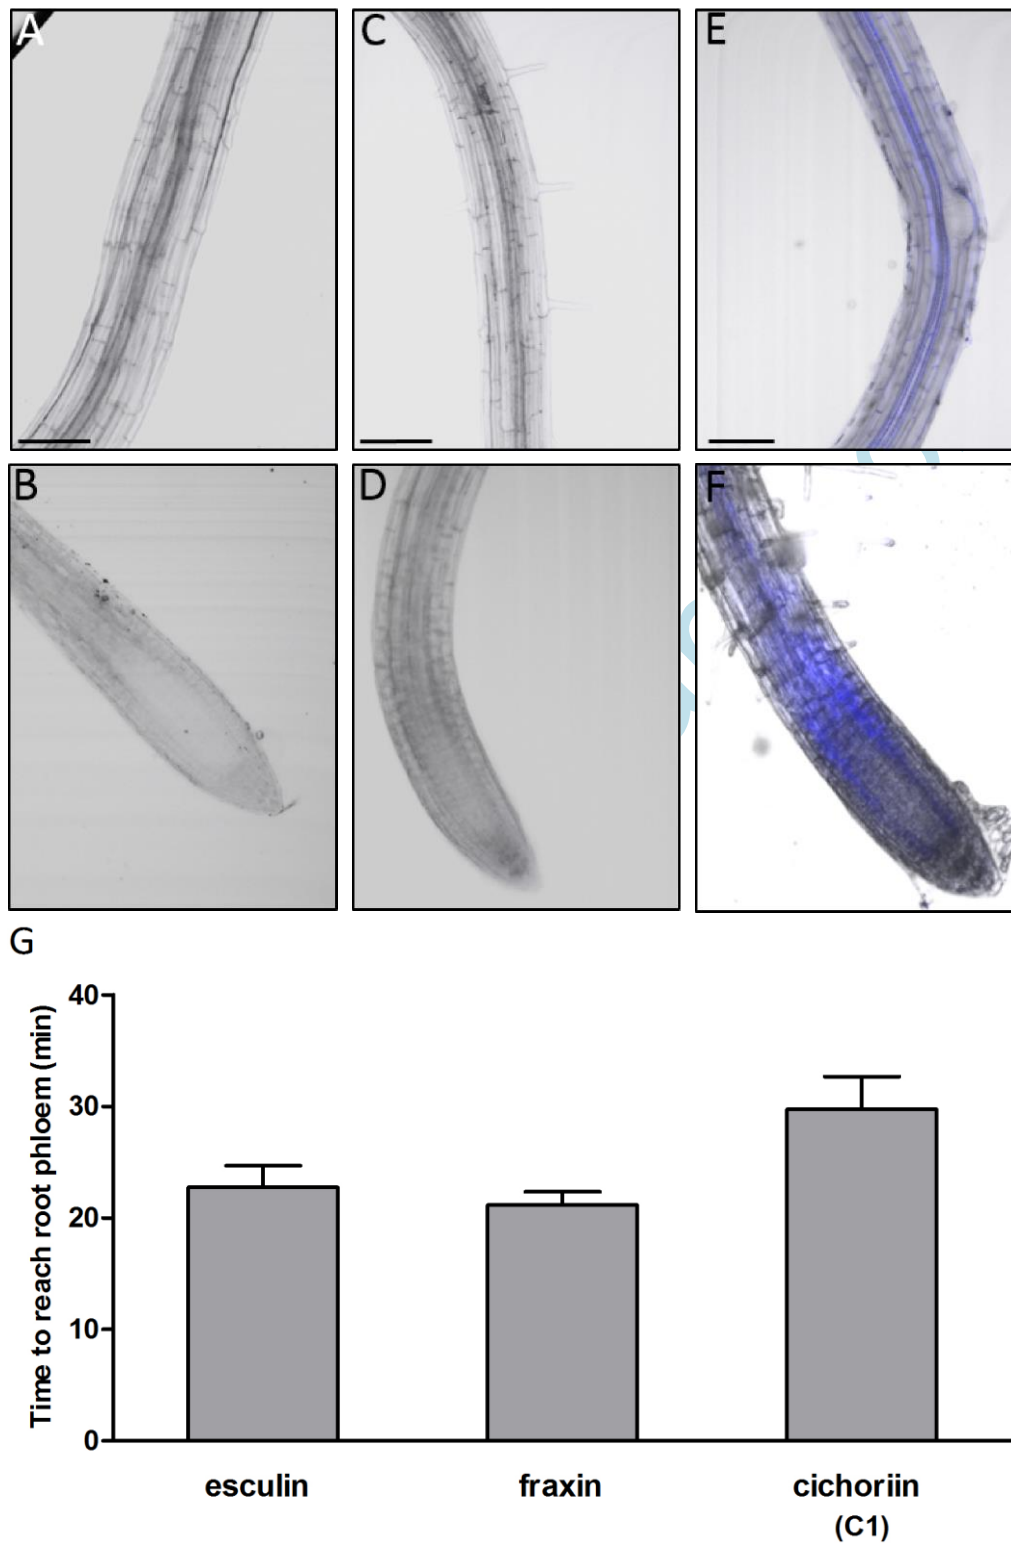 A
C
E
B
D
F
G
Time to reach root phloem (min)
40
30
20
10
0
esculin
fraxin
cichoriin
(C1)